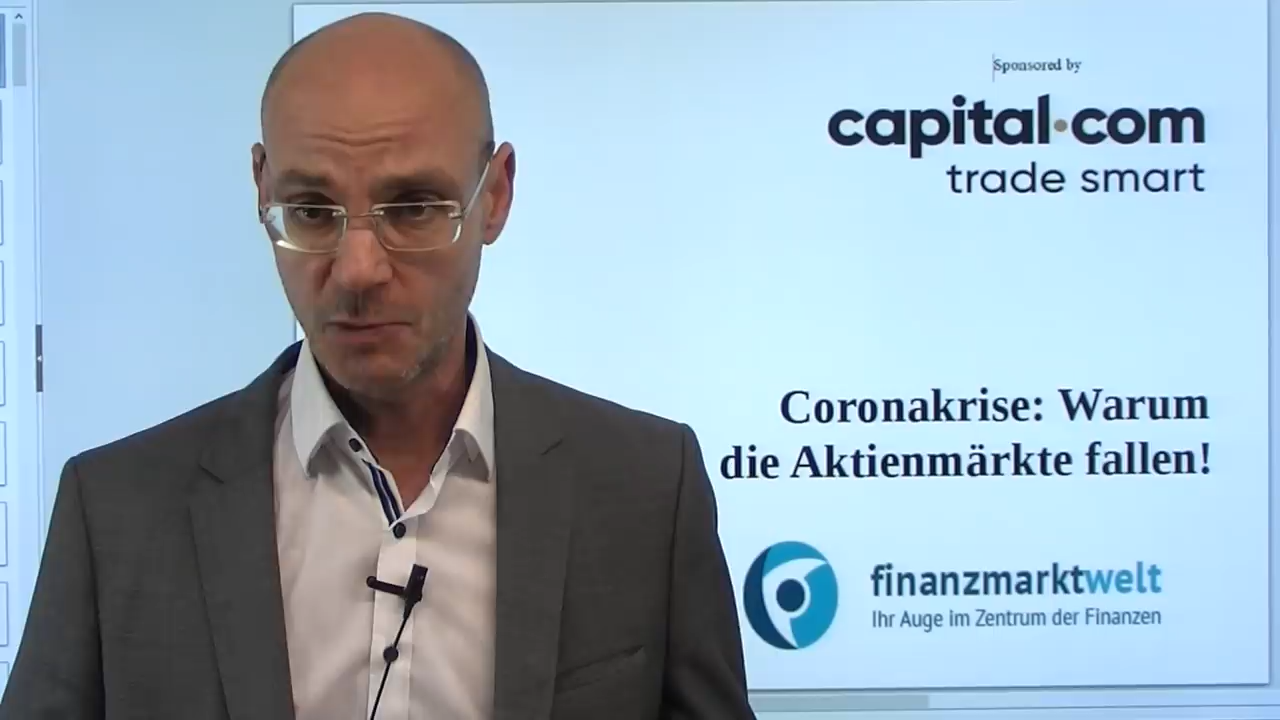 Sponsored by
capital.com
trade smart
Coronakrise: Warum
die Aktienmärkte fallen!
finanzmarktwelt
Ihr Auge im Zentrum der Finanzen